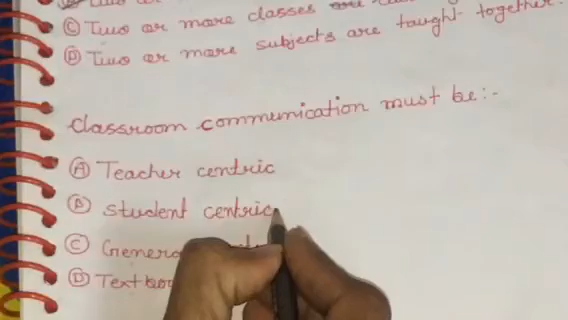 Ⓒ Two or more classes are
Ⓓ Two or more subjects are taught together.
Classroom communication must be:-
Ⓐ Teacher centric
Ⓑ Student centric
Ⓒ
Ⓓ